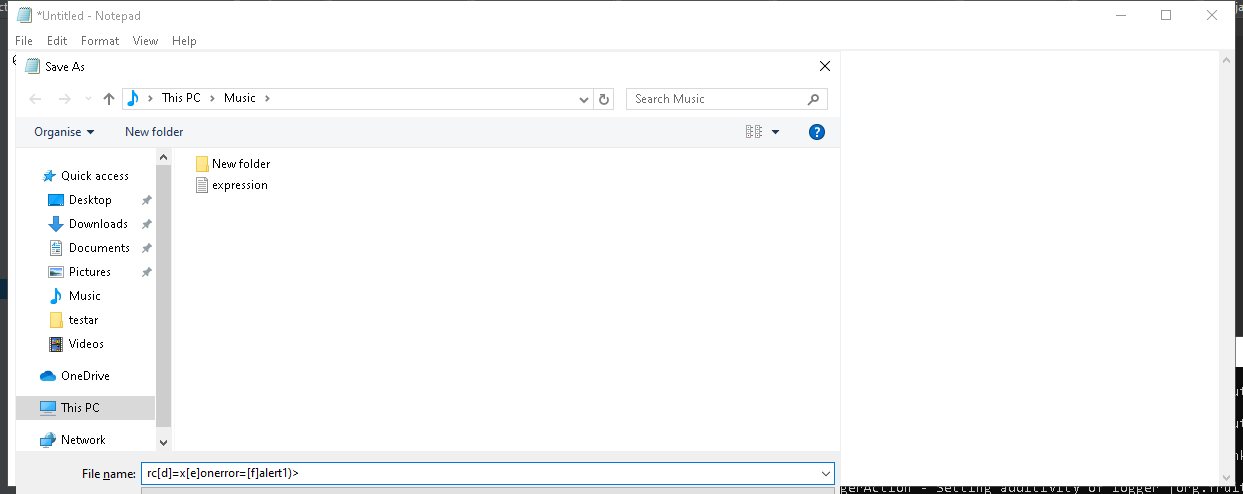 *Untitled - Notepad
File Edit Format View Help
Save As
This PC Music
Search Music
Organise New folder
New folder
expression
Quick access
Desktop
Downloads
Documents
Pictures
Music
testar
Videos
OneDrive
This PC
Network
File name: rc[d]=x[e]onerror=[f]alert1)>
gerAction - Setting additivity of logger